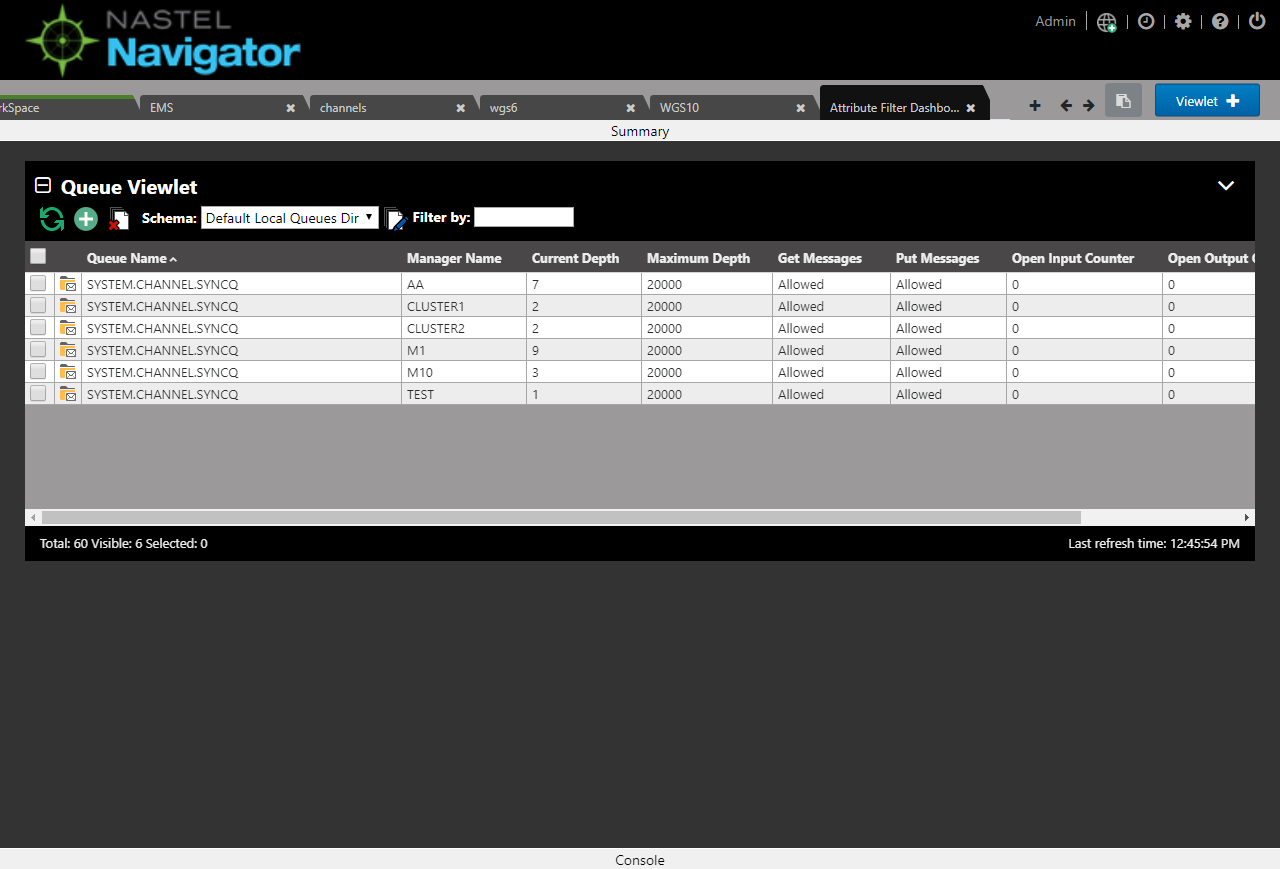 NASTEL
Navigator
Admin
rkSpace
EMS
channels
wgs6
WGS10
Attribute Filter Dashbo...
Viewlet
Summary
Queue Viewlet
Schema: Default Local Queues Dir Filter by:
Queue Name Manager Name Current Depth Maximum Depth Get Messages Put Messages Open Input Counter Open Output
SYSTEM.CHANNEL.SYNCQ AA 7 20000 Allowed Allowed 0 0
SYSTEM.CHANNEL.SYNCQ CLUSTER1 2 20000 Allowed Allowed 0 0
SYSTEM.CHANNEL.SYNCQ CLUSTER2 2 20000 Allowed Allowed 0 0
SYSTEM.CHANNEL.SYNCQ M1 9 20000 Allowed Allowed 0 0
SYSTEM.CHANNEL.SYNCQ M10 3 20000 Allowed Allowed 0 0
SYSTEM.CHANNEL.SYNCQ TEST 1 20000 Allowed Allowed 0 0
Total: 60 Visible: 6 Selected: 0 Last refresh time: 12:45:54 PM
Console